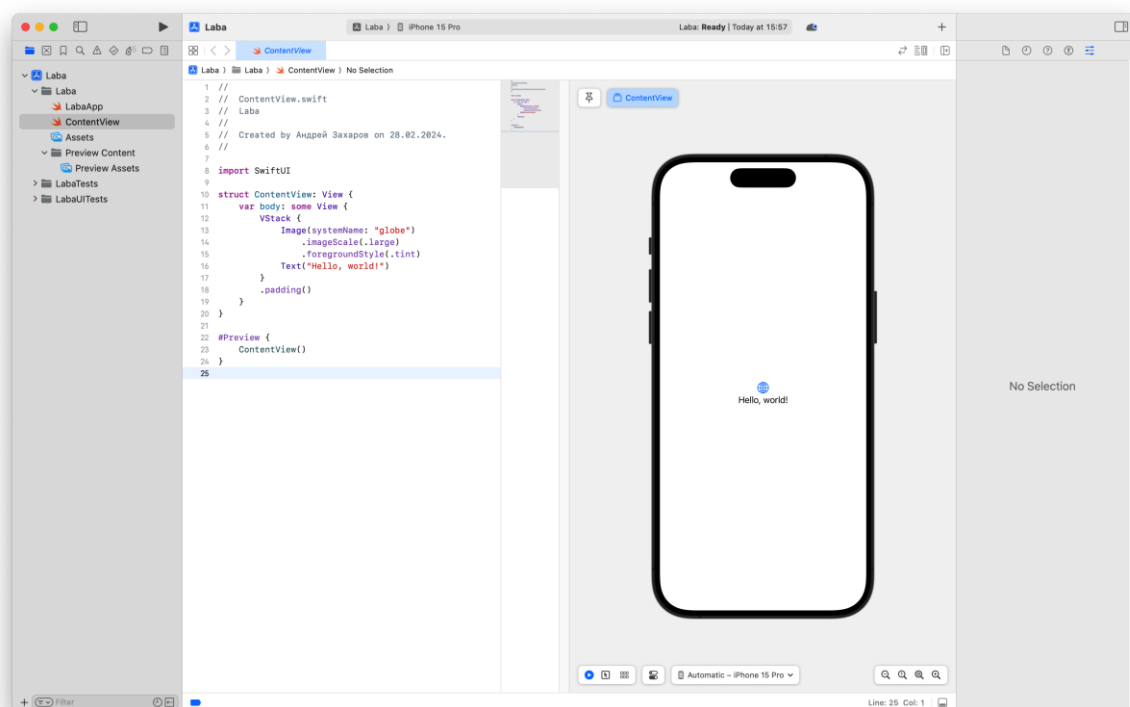 Laba
Laba 〉 iPhone 15 Pro
Laba: Ready | Today at 15:57
ContentView
Laba
Laba
LabaApp
ContentView
Assets
Preview Content
Preview Assets
LabaTests
LabaUITests
Filter
Laba 〉 Laba 〉 ContentView 〉 No Selection
1 //
2 //  ContentView.swift
3 //  Laba
4 //
5 //  Created by Андрей Захаров on 28.02.2024.
6 //
7
8 import SwiftUI
9
10 struct ContentView: View {
11     var body: some View {
12         VStack {
13             Image(systemName: "globe")
14                 .imageScale(.large)
15                 .foregroundStyle(.tint)
16             Text("Hello, world!")
17         }
18         .padding()
19     }
20 }
21
22 #Preview {
23     ContentView()
24 }
25
ContentView
Hello, world!
Automatic – iPhone 15 Pro
No Selection
Line: 25 Col: 1